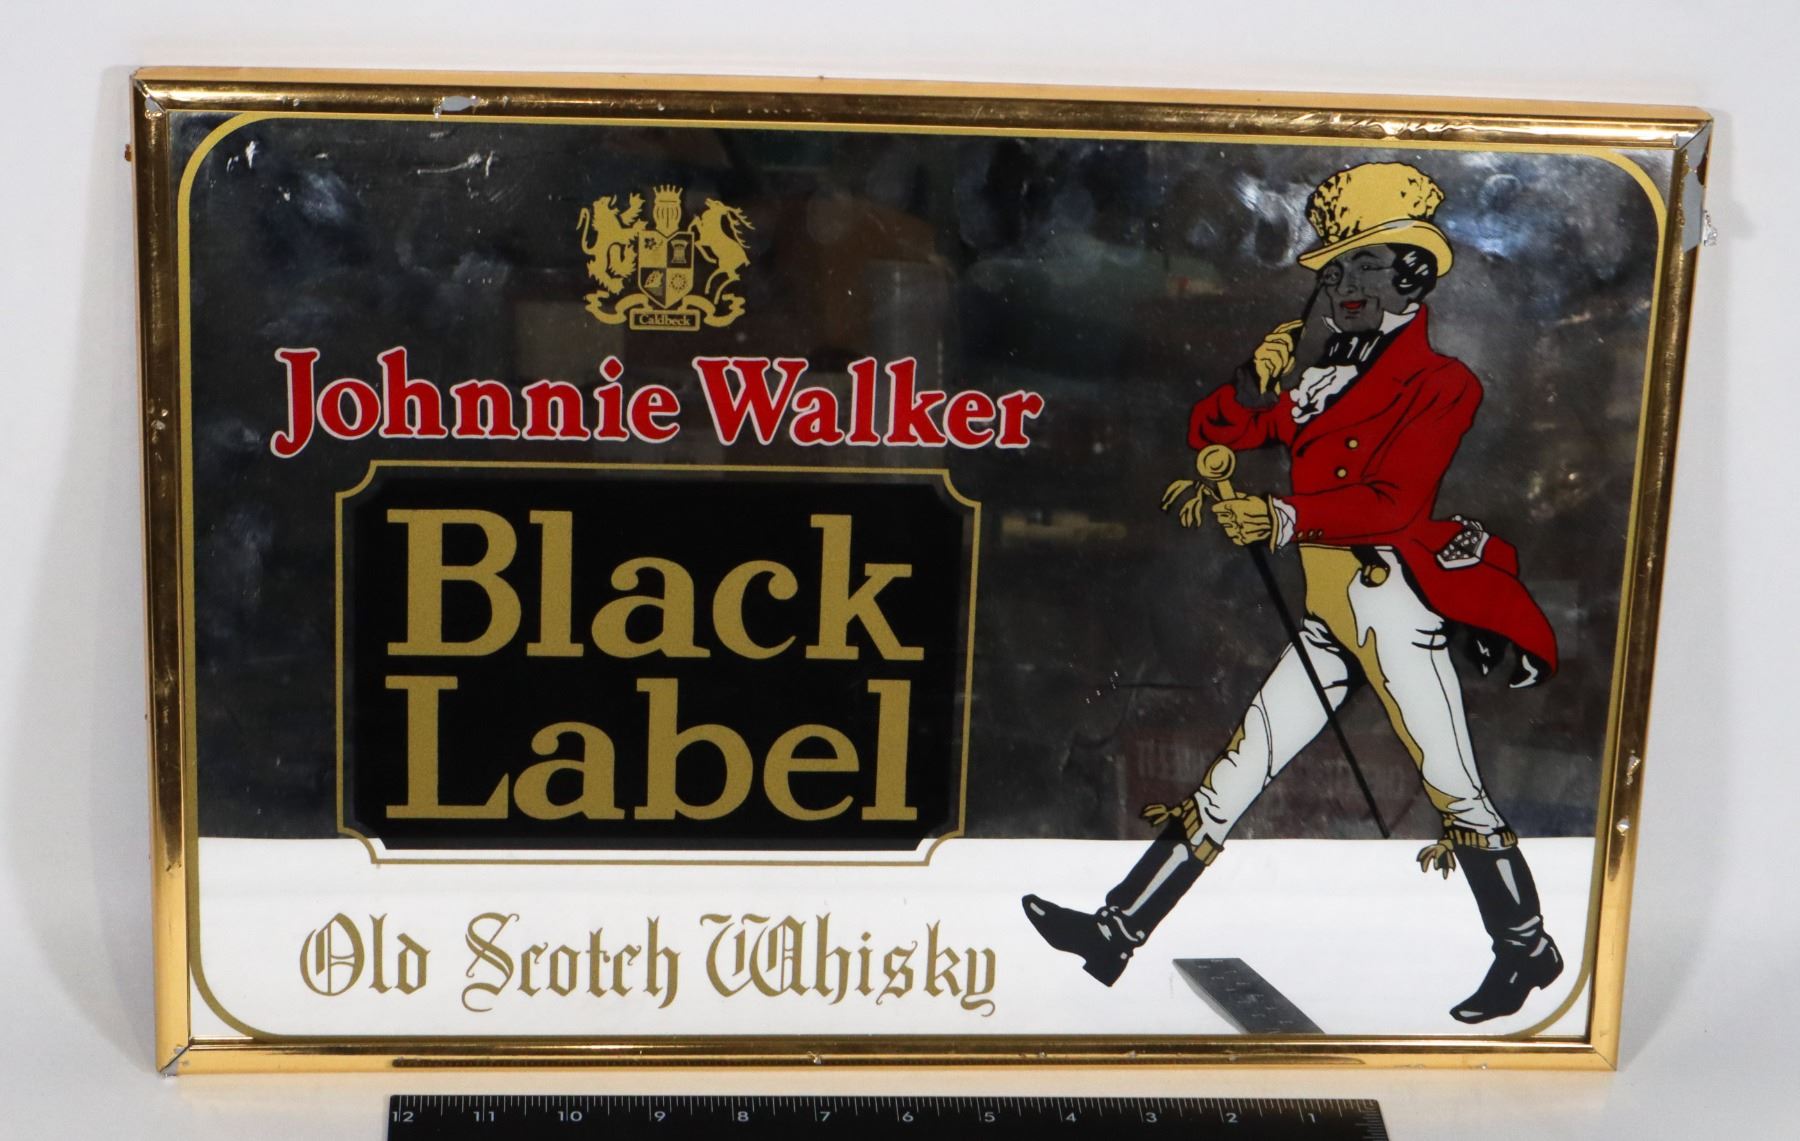 Caldbeck
Johnnie Walker
Black
Label
Old Scotch Whisky
12 11 10 9 8 7 6 5 4 3 2 1